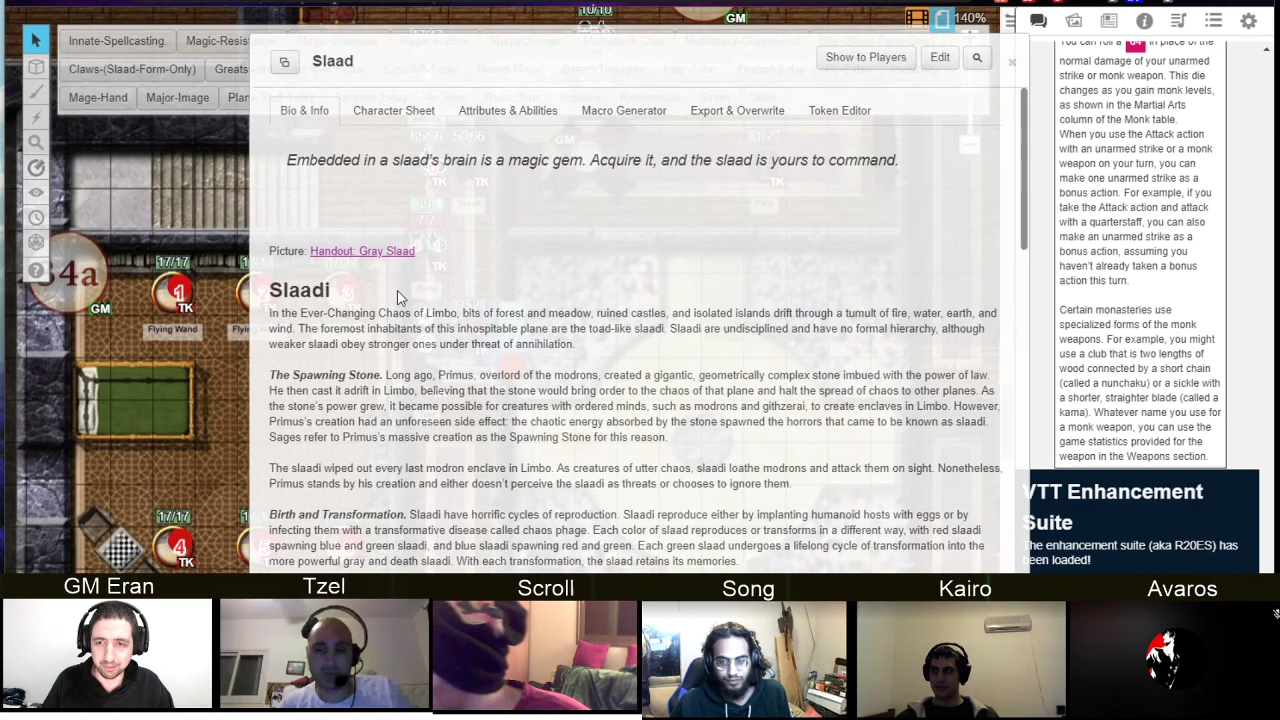 10/10
GM
140%
Innate-Spellcasting.
Magic-Resistance
Claws-(Slaad-Form-Only)
Mage-Hand
Major-Image
Slaad
Show to Players
Edit
Bio & Info
Character Sheet
Attributes & Abilities
Macro Generator
Export & Overwrite
Token Editor
Embedded in a slaad's brain is a magic gem. Acquire it, and the slaad is yours to command.
Picture: Handout: Gray Slaad
Slaadi
In the Ever-Changing Chaos of Limbo, bits of forest and meadow, ruined castles, and isolated islands drift through a tumult of fire, water, earth, and
wind. The foremost inhabitants of this inhospitable plane are the toad-like slaadi. Slaadi are undisciplined and have no formal hierarchy, although
weaker slaadi obey stronger ones under threat of annihilation.
The Spawning Stone. Long ago, Primus, overlord of the modrons, created a gigantic, geometrically complex stone imbued with the power of law.
He then cast it adrift in Limbo, believing that the stone would bring order to the chaos of that plane and halt the spread of chaos to other planes. As
the stone's power grew, it became possible for creatures with ordered minds, such as modrons and githzerai, to create enclaves in Limbo. However,
Primus's creation had an unforeseen side effect: the chaotic energy absorbed by the stone spawned the horrors that came to be known as slaadi.
Sages refer to Primus's massive creation as the Spawning Stone for this reason.
The slaadi wiped out every last modron enclave in Limbo. As creatures of utter chaos, slaadi loathe modrons and attack them on sight. Nonetheless,
Primus stands by his creation and either doesn't perceive the slaadi as threats or chooses to ignore them.
Birth and Transformation. Slaadi have horrific cycles of reproduction. Slaadi reproduce either by implanting humanoid hosts with eggs or by
infecting them with a transformative disease called chaos phage. Each color of slaad reproduces or transforms in a different way, with red slaadi
spawning blue and green slaadi, and blue slaadi spawning red and green. Each green slaad undergoes a lifelong cycle of transformation into the
more powerful gray and death slaadi. With each transformation, the slaad retains its memories.
34a
GM
17/17
1
TK
Flying Wand
17/17
17/17
4
TK
17/17
You can roll a d4 in place of the
normal damage of your unarmed
strike or monk weapon. This die
changes as you gain monk levels,
as shown in the Martial Arts
column of the Monk table.
When you use the Attack action
with an unarmed strike or a monk
weapon on your turn, you can
make one unarmed strike as a
bonus action. For example, if you
take the Attack action and attack
with a quarterstaff, you can also
make an unarmed strike as a
bonus action, assuming you
haven't already taken a bonus
action this turn.
Certain monasteries use
specialized forms of the monk
weapons. For example, you might
use a club that is two lengths of
wood connected by a short chain
(called a nunchaku) or a sickle with
a shorter, straighter blade (called a
kama). Whatever name you use for
a monk weapon, you can use the
game statistics provided for the
weapon in the Weapons section.
VTT Enhancement
Suite
The enhancement suite (aka R20ES) has
been loaded!
GM Eran
Tzel
Scroll
Song
Kairo
Avaros